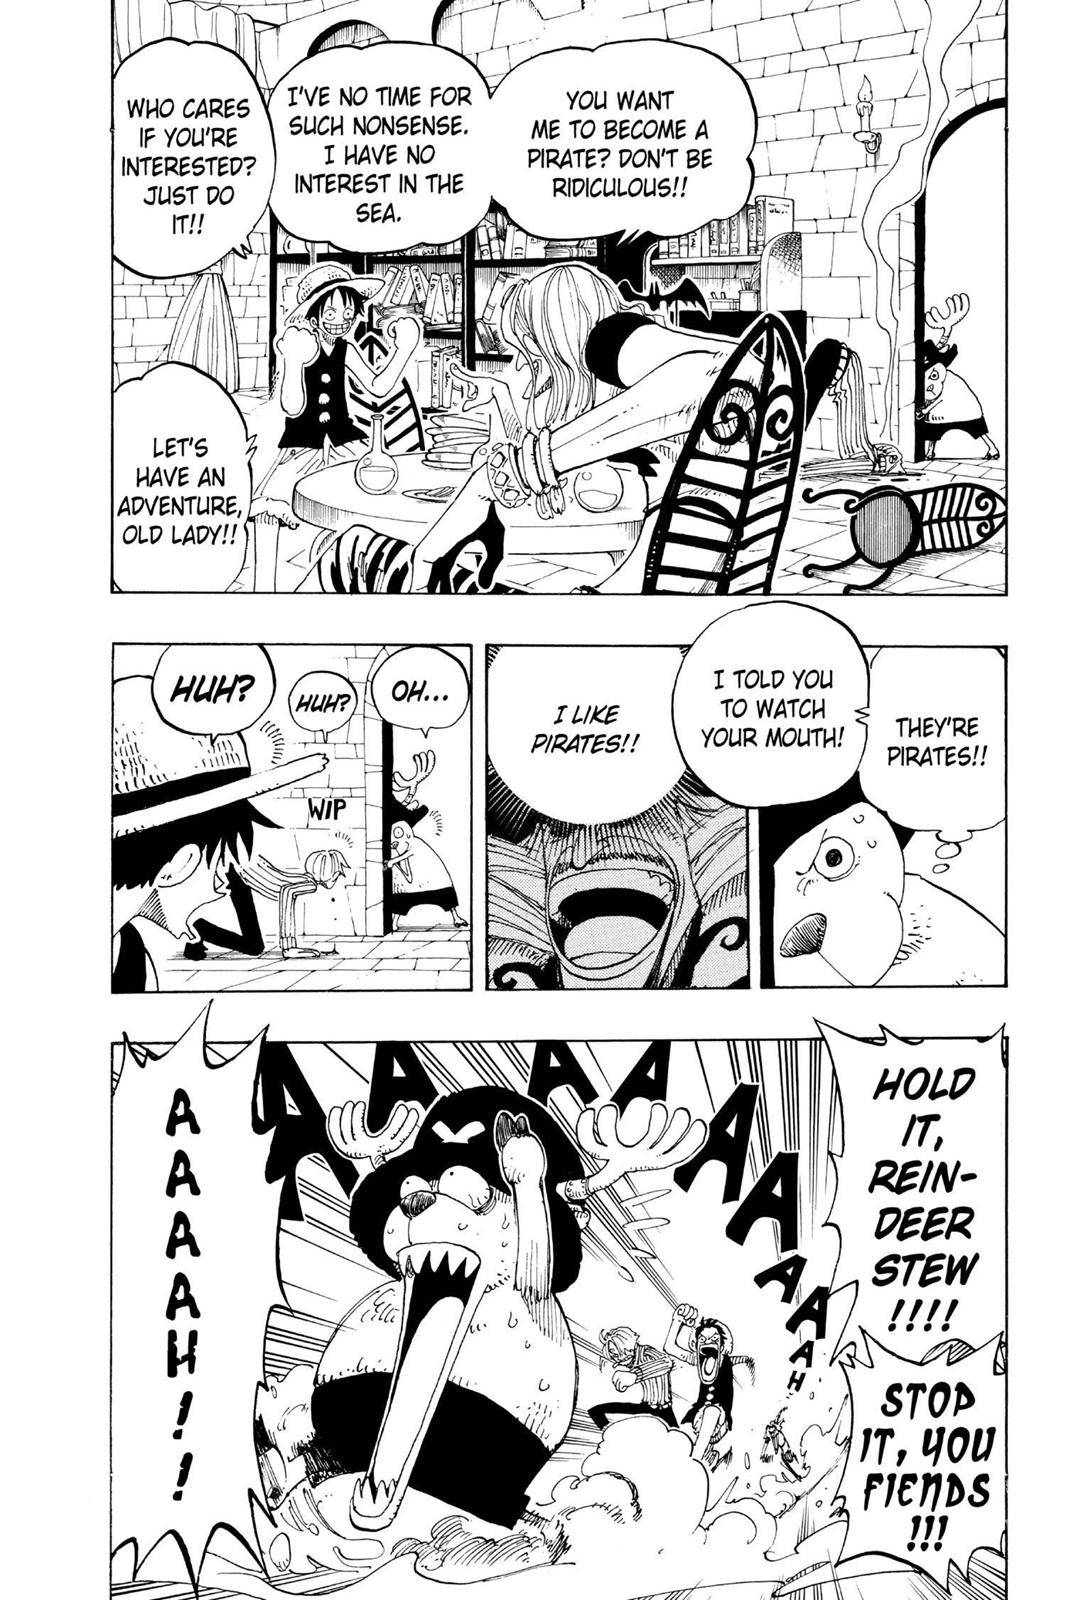 YOU WANT
ME TO BECOME A
PIRATE? DON'T BE
RIDICULOUS!!
I'VE NO TIME FOR
SUCH NONSENSE.
I HAVE NO
INTEREST IN THE
SEA.
WHO CARES
IF YOU'RE
INTERESTED?
JUST DO
IT!!
LET'S
HAVE AN
ADVENTURE,
OLD LADY!!
THEY'RE
PIRATES!!
I TOLD YOU
TO WATCH
YOUR MOUTH!
I LIKE
PIRATES!!
OH...
HUH?
HUH?
WIP
HOLD
IT,
REIN-
DEER
STEW
!!!!
STOP
IT, YOU
FIENDS
!!!
AAAAAAAAAAH
A
A
A
A
H
!
!